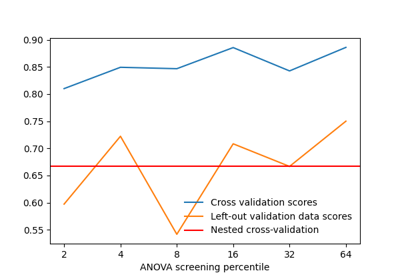 0.90
0.85
0.80
0.75
0.70
0.65
0.60
0.55
Cross validation scores
Left-out validation data scores
Nested cross-validation
2 4 8 16 32 64
ANOVA screening percentile